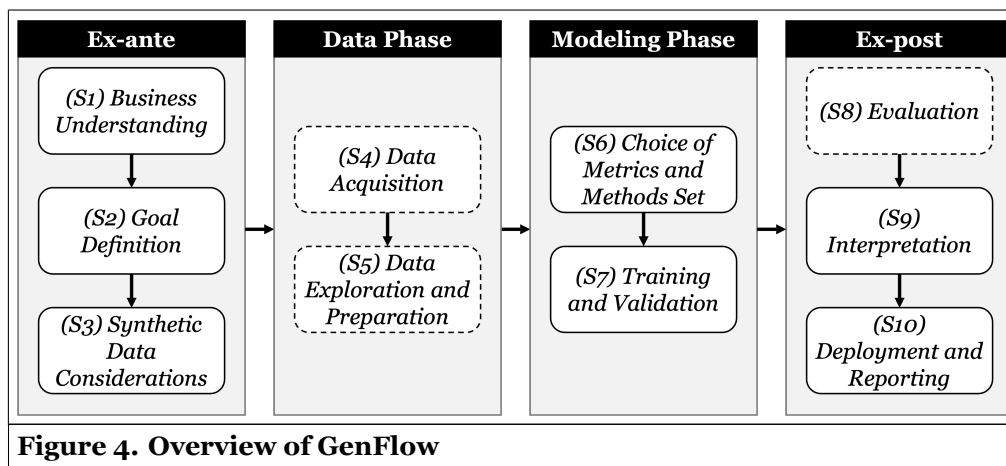 Ex-ante
(S1) Business
Understanding
(S2) Goal
Definition
(S3) Synthetic
Data
Considerations
Data Phase
(S4) Data
Acquisition
(S5) Data
Exploration and
Preparation
Modeling Phase
(S6) Choice of
Metrics and
Methods Set
(S7) Training
and Validation
Ex-post
(S8) Evaluation
(S9)
Interpretation
(S10)
Deployment and
Reporting
Figure 4. Overview of GenFlow